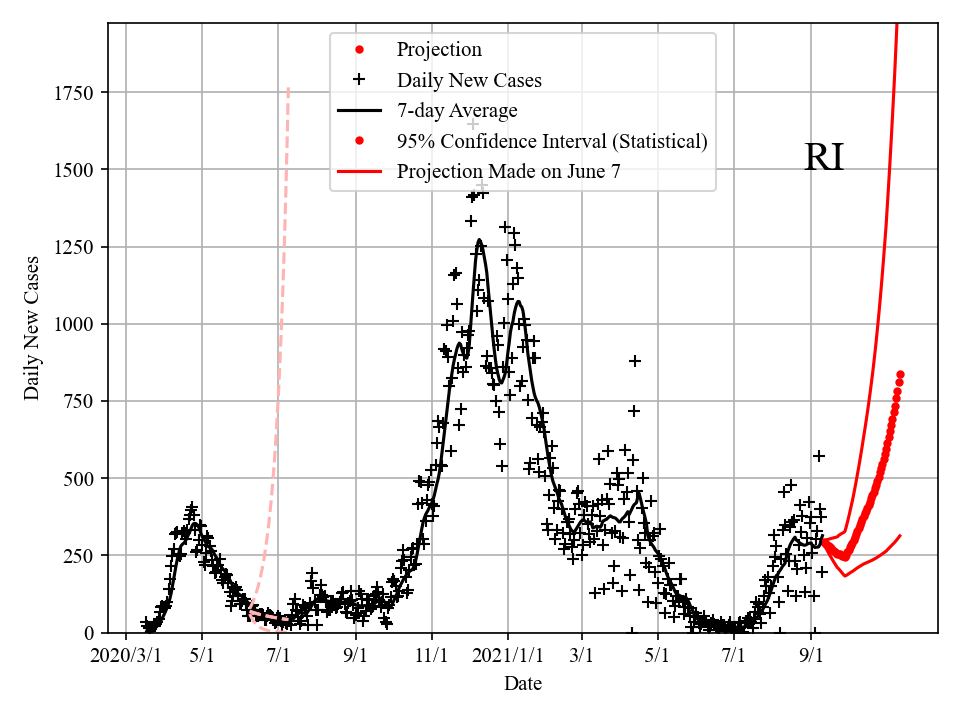 Projection
Daily New Cases
7-day Average
95% Confidence Interval (Statistical)
Projection Made on June 7
RI
1750
1500
1250
1000
750
500
250
0
Daily New Cases
2020/3/1 5/1 7/1 9/1 11/1 2021/1/1 3/1 5/1 7/1 9/1
Date